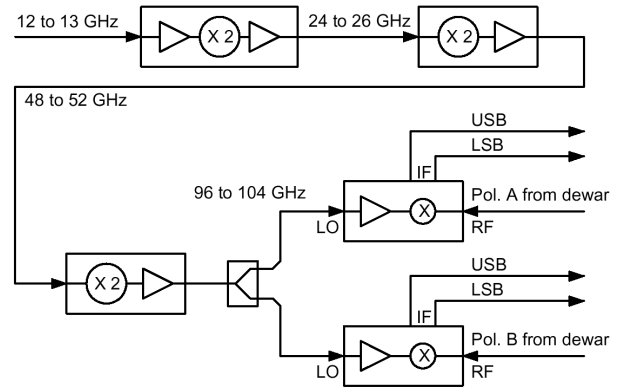 12 to 13 GHz
X 2
24 to 26 GHz
X 2
48 to 52 GHz
USB
LSB
IF
96 to 104 GHz
Pol. A from dewar
X
LO
RF
X 2
USB
LSB
IF
Pol. B from dewar
X
LO
RF